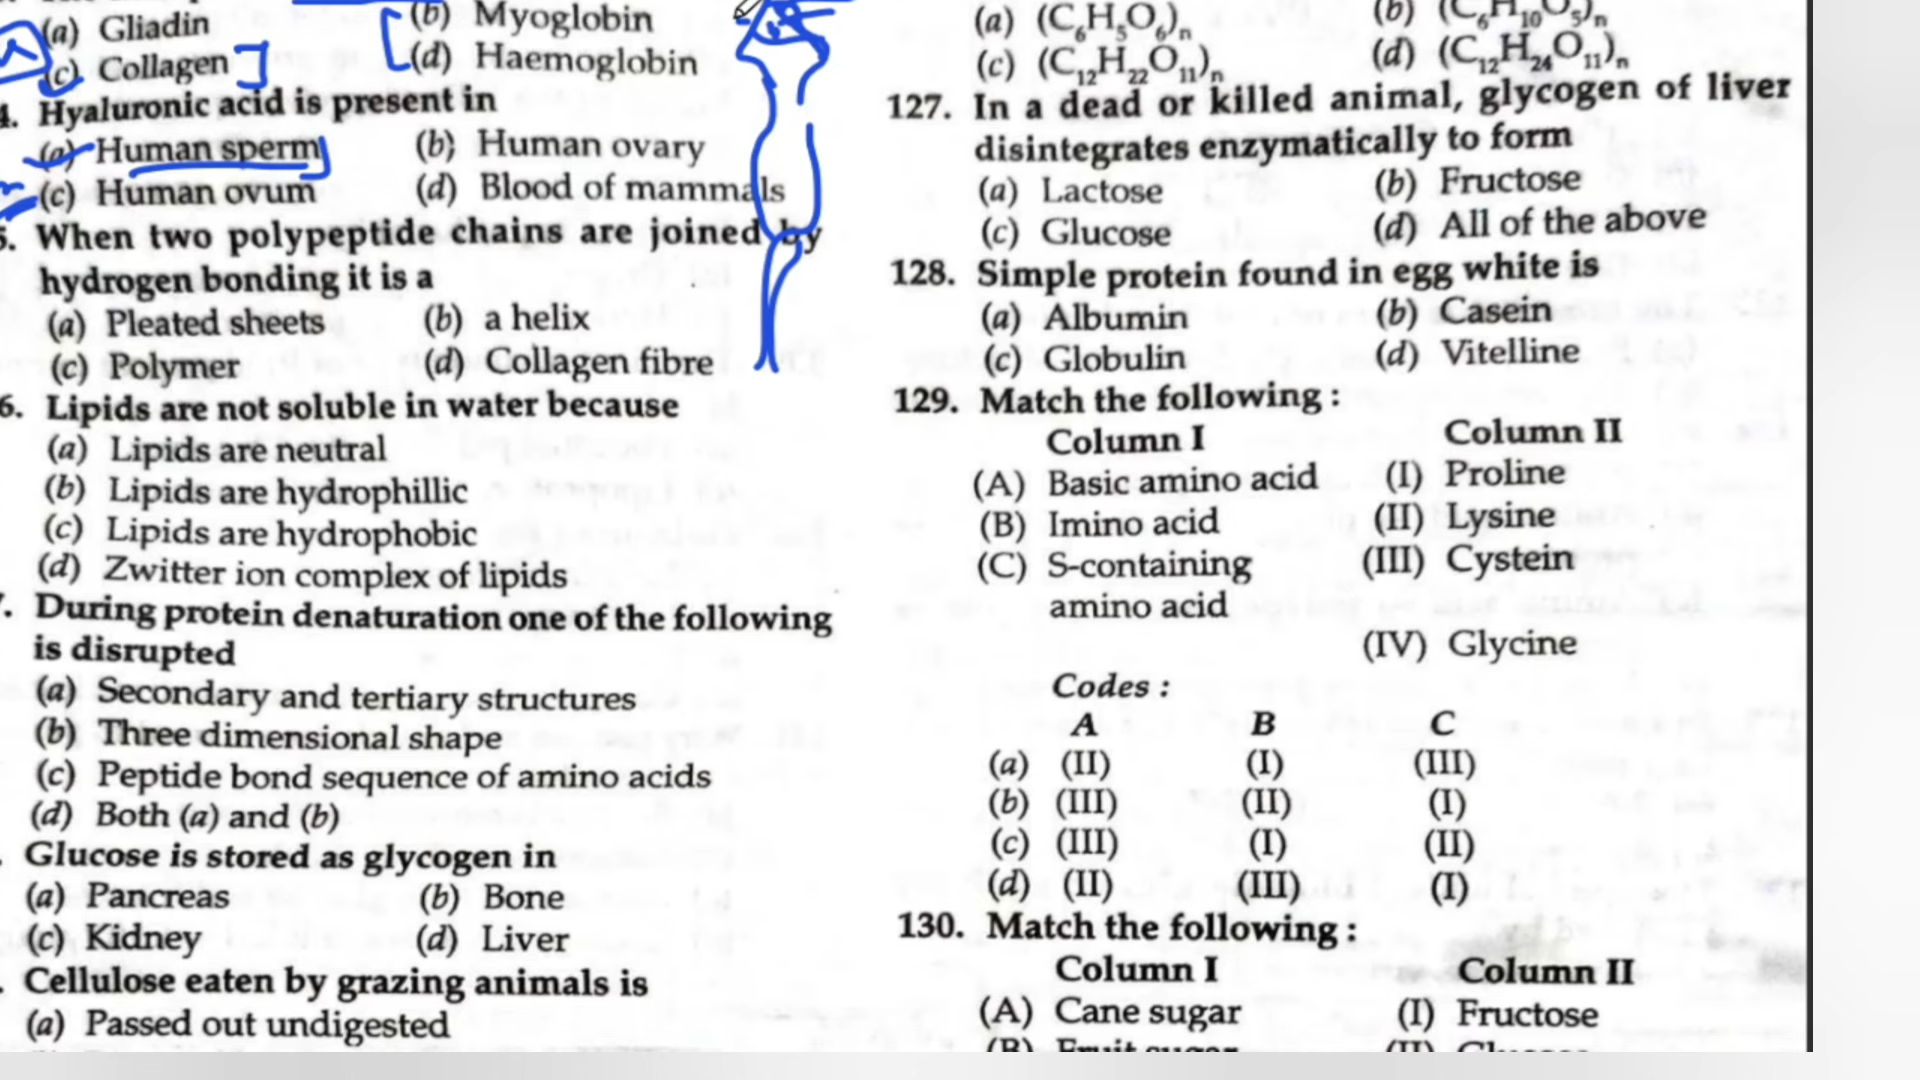 (a) Gliadin
(b) Myoglobin
(c) Collagen
(d) Haemoglobin
4. Hyaluronic acid is present in
(a) Human sperm
(b) Human ovary
(c) Human ovum
(d) Blood of mammals
5. When two polypeptide chains are joined by
hydrogen bonding it is a
(a) Pleated sheets
(b) a helix
(c) Polymer
(d) Collagen fibre
6. Lipids are not soluble in water because
(a) Lipids are neutral
(b) Lipids are hydrophillic
(c) Lipids are hydrophobic
(d) Zwitter ion complex of lipids
. During protein denaturation one of the following
is disrupted
(a) Secondary and tertiary structures
(b) Three dimensional shape
(c) Peptide bond sequence of amino acids
(d) Both (a) and (b)
. Glucose is stored as glycogen in
(a) Pancreas
(b) Bone
(c) Kidney
(d) Liver
. Cellulose eaten by grazing animals is
(a) Passed out undigested
(a) (C₆H₅O₆)ₙ
(b) (C₆H₁₀O₅)ₙ
(c) (C₁₂H₂₂O₁₁)ₙ
(d) (C₁₂H₂₄O₁₁)ₙ
127. In a dead or killed animal, glycogen of liver
disintegrates enzymatically to form
(a) Lactose
(b) Fructose
(c) Glucose
(d) All of the above
128. Simple protein found in egg white is
(a) Albumin
(b) Casein
(c) Globulin
(d) Vitelline
129. Match the following :
Column I Column II
(A) Basic amino acid (I) Proline
(B) Imino acid (II) Lysine
(C) S-containing (III) Cystein
amino acid
(IV) Glycine
Codes :
A B C
(a) (II) (I) (III)
(b) (III) (II) (I)
(c) (III) (I) (II)
(d) (II) (III) (I)
130. Match the following :
Column I Column II
(A) Cane sugar (I) Fructose
(B) Fruit sugar (II) Glucose